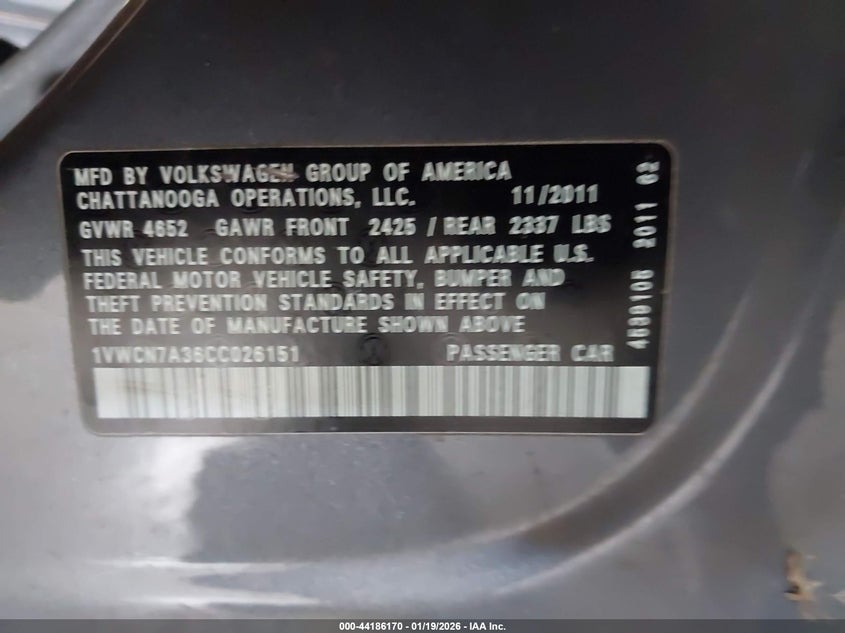 MFD BY VOLKSWAGEN GROUP OF AMERICA
CHATTANOOGA OPERATIONS, LLC. 11/2011
GVWR 4652 GAWR FRONT 2425 / REAR 2337 LBS
THIS VEHICLE CONFORMS TO ALL APPLICABLE U.S.
FEDERAL MOTOR VEHICLE SAFETY, BUMPER AND
THEFT PREVENTION STANDARDS IN EFFECT ON
THE DATE OF MANUFACTURE SHOWN ABOVE
1VWCN7A36CC026151 PASSENGER CAR
2011
000-44186170 - 01/19/2026 - IAA Inc.